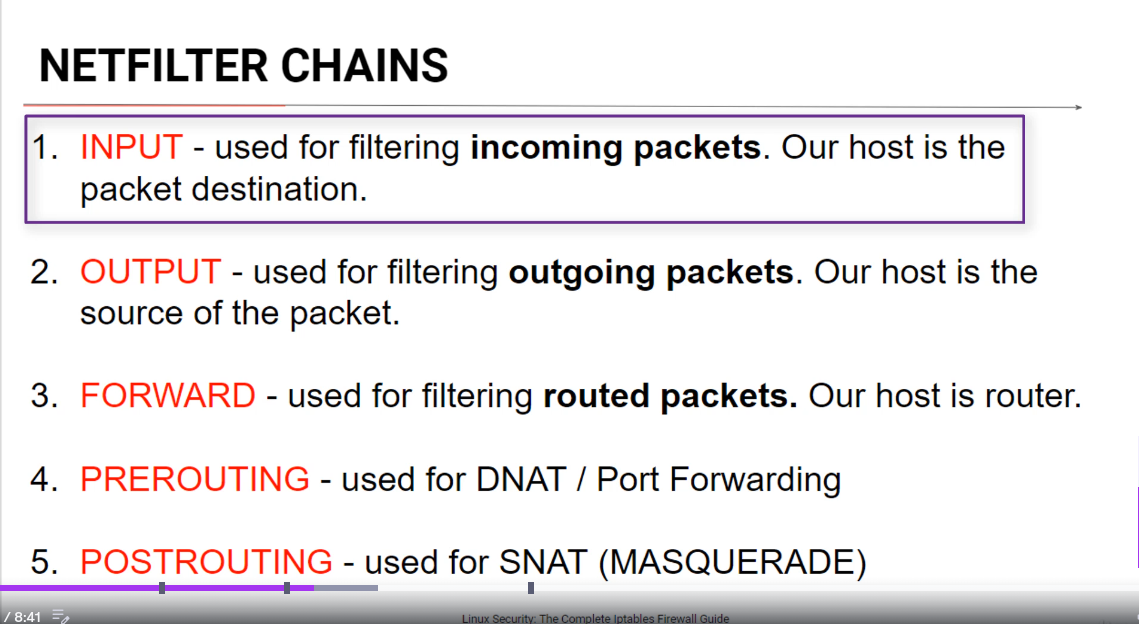 NETFILTER CHAINS
1. INPUT - used for filtering incoming packets. Our host is the
packet destination.
2. OUTPUT - used for filtering outgoing packets. Our host is the
source of the packet.
3. FORWARD - used for filtering routed packets. Our host is router.
4. PREROUTING - used for DNAT / Port Forwarding
5. POSTROUTING - used for SNAT (MASQUERADE)
/ 8:41
Linux Security: The Complete Iptables Firewall Guide